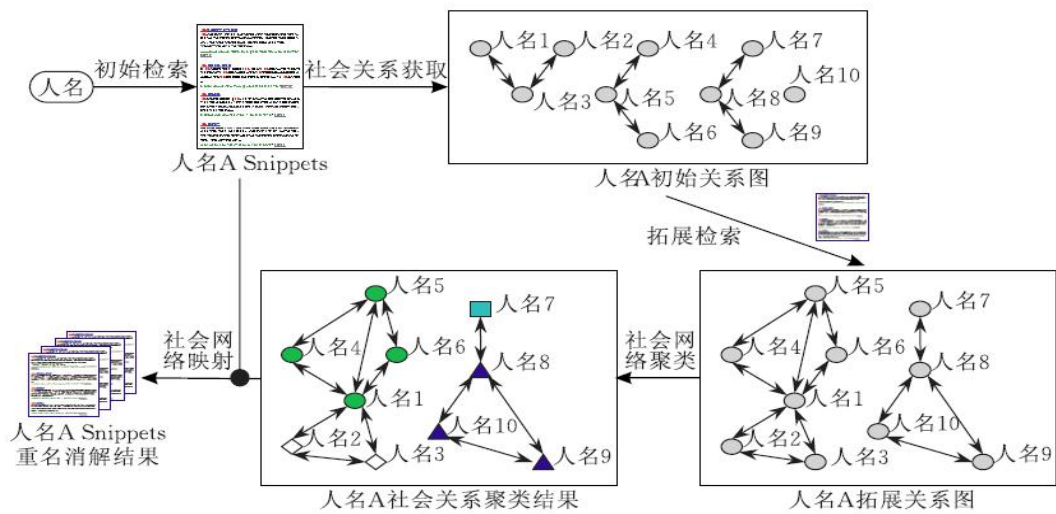 人名
初始检索
人名A Snippets
社会关系获取
人名1
人名2
人名4
人名7
人名10
人名3
人名5
人名8
人名6
人名9
人名A初始关系图
拓展检索
人名5
人名7
人名4
人名6
人名8
人名1
人名2
人名10
人名3
人名9
人名A拓展关系图
社会网
络聚类
人名5
人名7
人名4
人名6
人名8
人名1
人名2
人名10
人名3
人名9
人名A社会关系聚类结果
社会网
络映射
人名A Snippets
重名消解结果